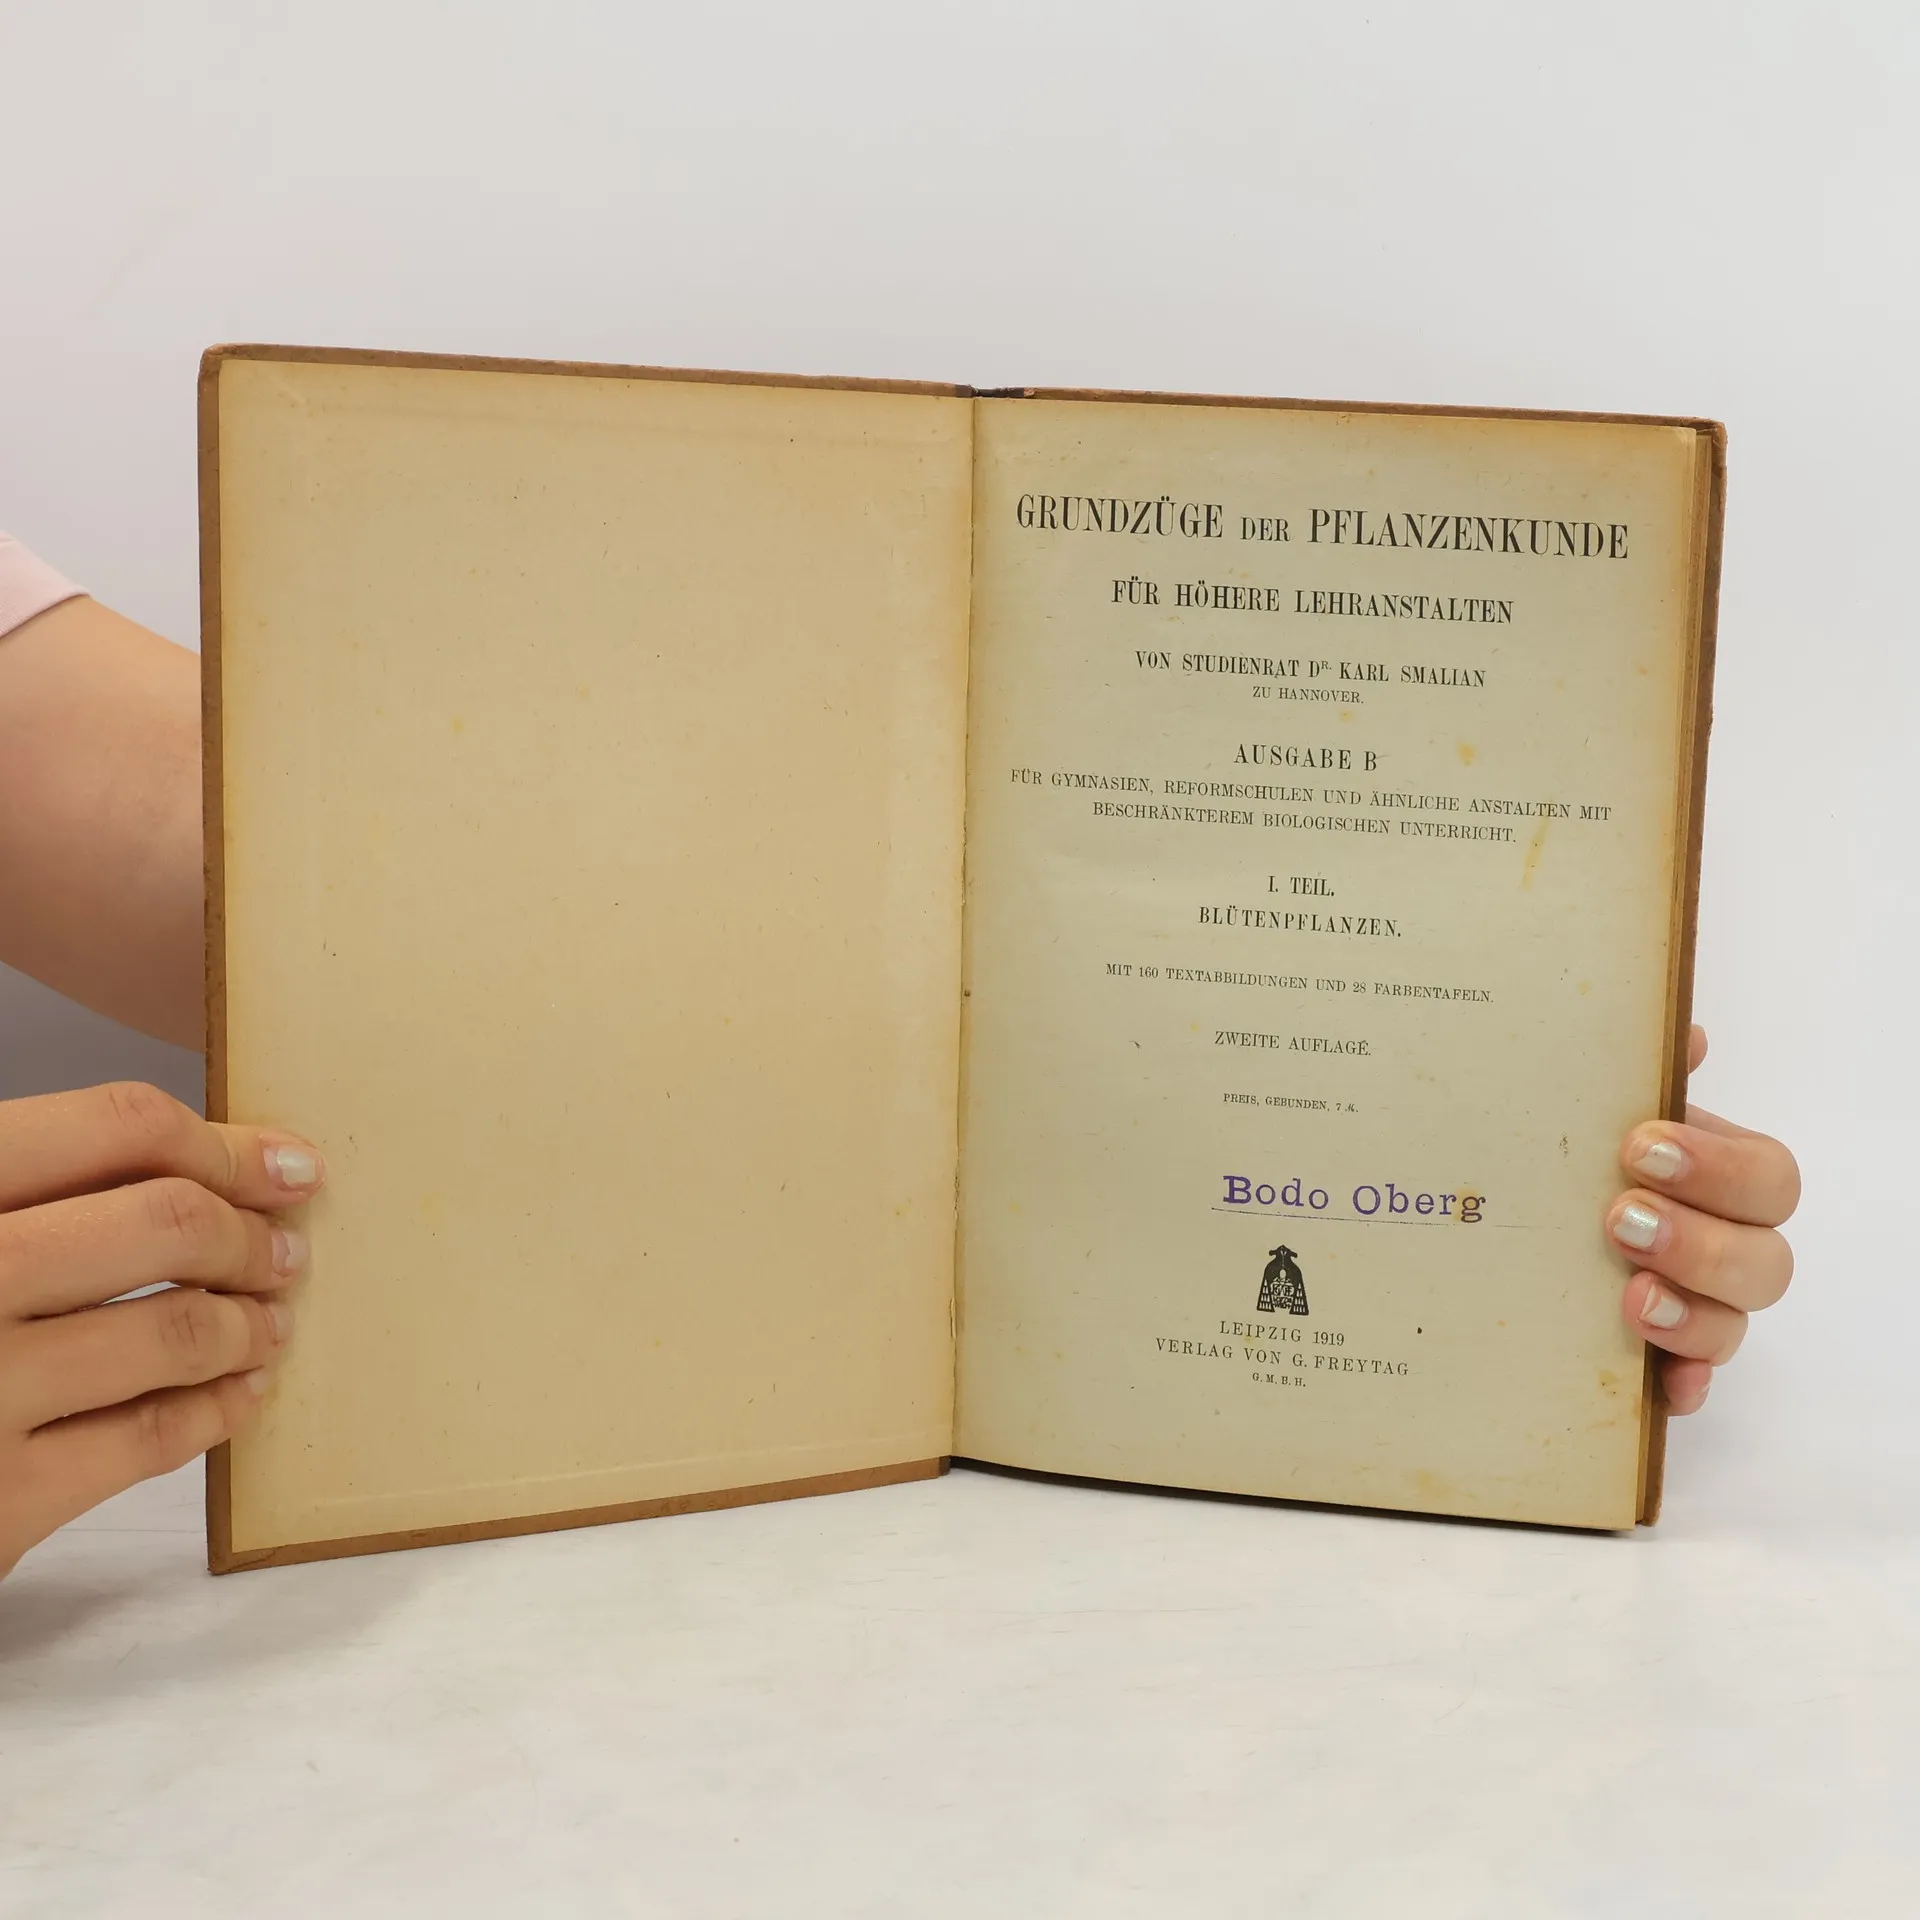 GRUNDZÜGE DER PFLANZENKUNDE
FÜR HÖHERE LEHRANSTALTEN
VON STUDIENRAT DR. KARL SMALIAN
ZU HANNOVER.
AUSGABE B
FÜR GYMNASIEN, REFORMSCHULEN UND ÄHNLICHE ANSTALTEN MIT
BESCHRÄNKTEREM BIOLOGISCHEN UNTERRICHT.
I. TEIL.
BLÜTENPFLANZEN.
MIT 160 TEXTABBILDUNGEN UND 28 FARBENTAFELN.
ZWEITE AUFLAGE.
PREIS, GEBUNDEN, 7 ℳ.
Bodo Oberg
LEIPZIG 1919
VERLAG VON G. FREYTAG
G. M. B. H.